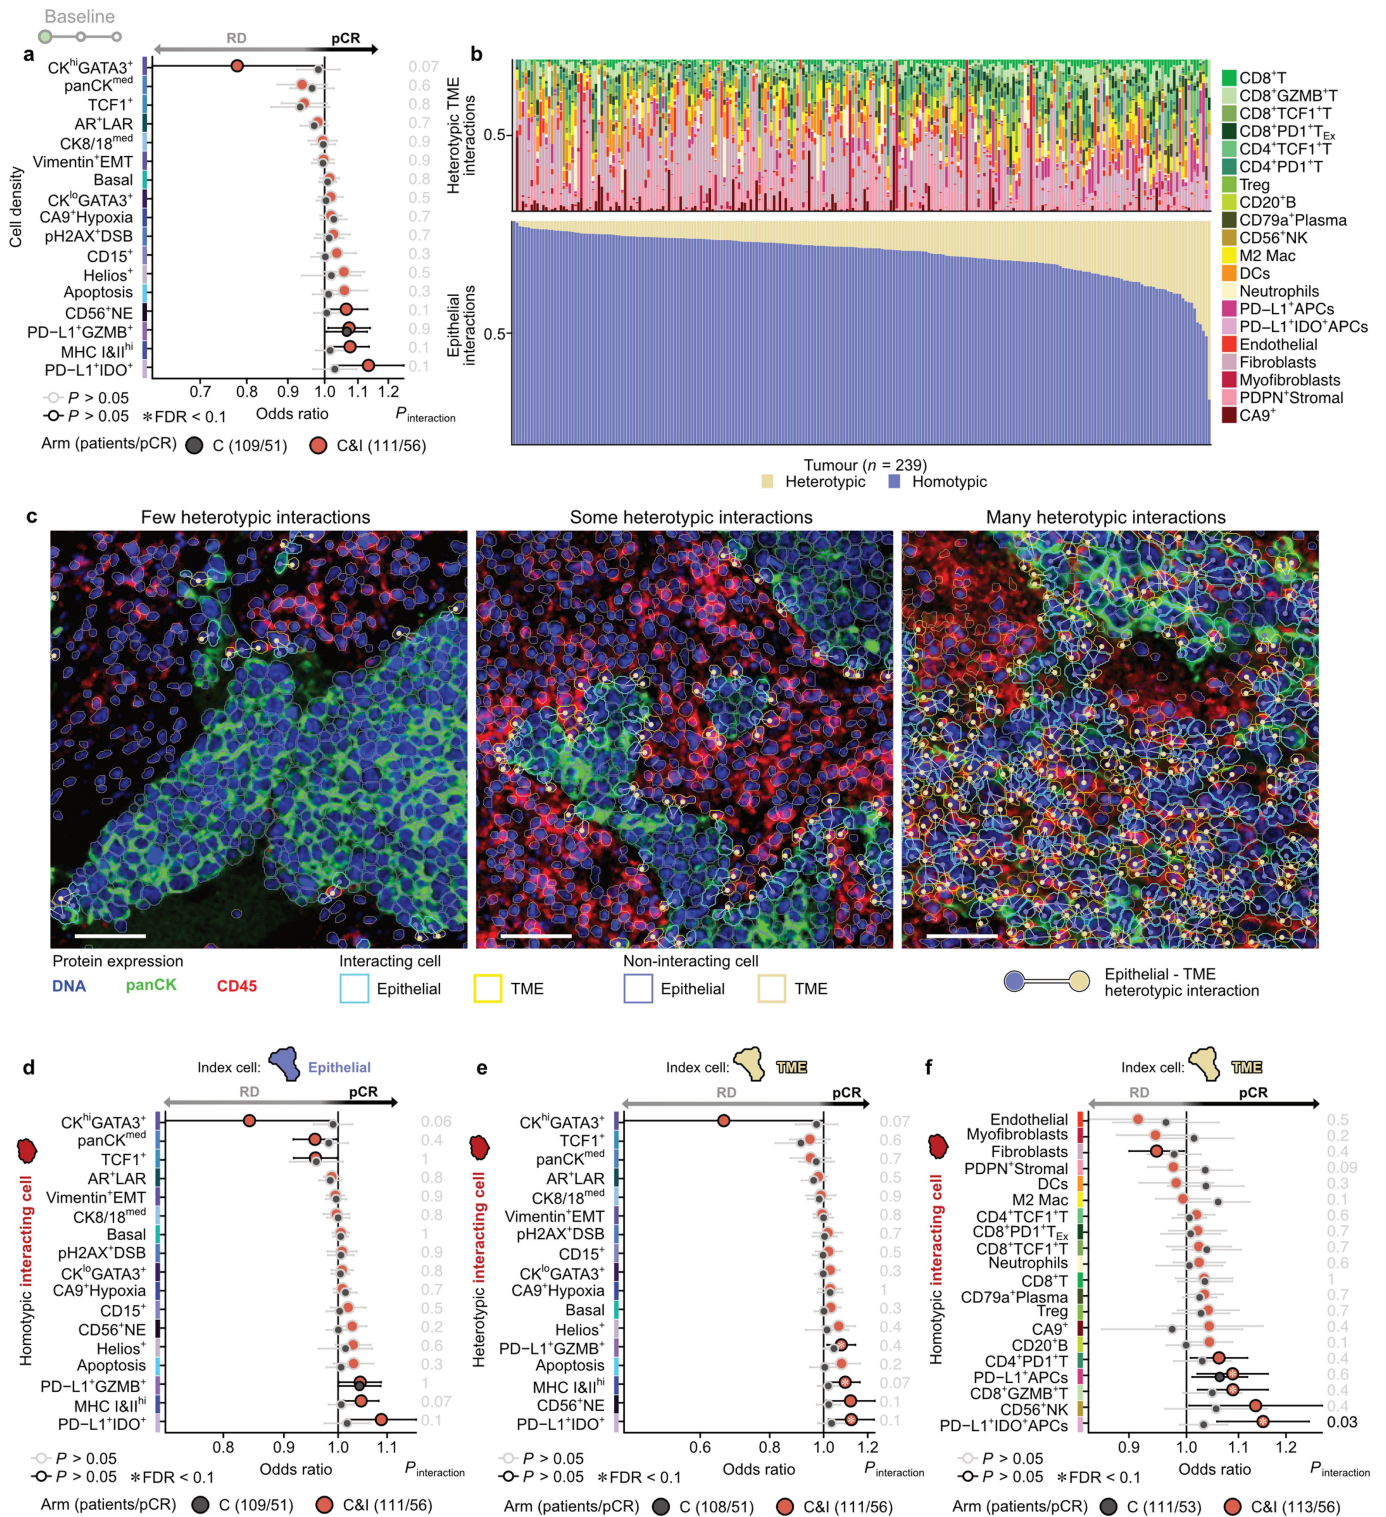 Baseline
a
RD
pCR
Cell density
CKhiGATA3+ 0.07
panCKmed 0.6
TCF1+ 0.8
AR+LAR 0.7
CK8/18med 0.9
Vimentin+EMT 0.9
Basal 0.8
CKloGATA3+ 0.5
CA9+Hypoxia 0.7
pH2AX+DSB 0.7
CD15+ 0.3
Helios+ 0.5
Apoptosis 0.3
CD56+NE 0.1
PD-L1+GZMB+ 0.9
MHC I&IIhi 0.1
PD-L1+IDO+ 0.1
0.7 0.8 0.9 1.0 1.1 1.2
P > 0.05
P > 0.05 *FDR < 0.1 Odds ratio Pinteraction
Arm (patients/pCR) C (109/51) C&I (111/56)
b
Heterotypic TME interactions
0.5
Epithelial interactions
0.5
Tumour (n = 239)
Heterotypic Homotypic
CD8+T
CD8+GZMB+T
CD8+TCF1+T
CD8+PD1+TEx
CD4+TCF1+T
CD4+PD1+T
Treg
CD20+B
CD79a+Plasma
CD56+NK
M2 Mac
DCs
Neutrophils
PD-L1+APCs
PD-L1+IDO+APCs
Endothelial
Fibroblasts
Myofibroblasts
PDPN+Stromal
CA9+
c
Few heterotypic interactions
Some heterotypic interactions
Many heterotypic interactions
Protein expression
DNA panCK CD45
Interacting cell
Epithelial TME
Non-interacting cell
Epithelial TME
Epithelial - TME
heterotypic interaction
d
Index cell: Epithelial
RD
pCR
Homotypic interacting cell
CKhiGATA3+ 0.06
panCKmed 0.4
TCF1+ 1
AR+LAR 0.8
Vimentin+EMT 0.9
CK8/18med 0.8
Basal 1
pH2AX+DSB 0.9
CKloGATA3+ 0.8
CA9+Hypoxia 0.7
CD15+ 0.5
CD56+NE 0.2
Helios+ 0.6
Apoptosis 0.3
PD-L1+GZMB+ 1
MHC I&IIhi 0.07
PD-L1+IDO+ 0.1
0.8 0.9 1.0 1.1
P > 0.05
P > 0.05 *FDR < 0.1
Odds ratio Pinteraction
Arm (patients/pCR) C (109/51) C&I (111/56)
e
Index cell: TME
RD
pCR
Heterotypic interacting cell
CKhiGATA3+ 0.07
TCF1+ 0.6
panCKmed 0.7
AR+LAR 0.5
CK8/18med 0.9
Vimentin+EMT 0.9
pH2AX+DSB 0.7
CD15+ 0.5
CKloGATA3+ 0.3
CA9+Hypoxia 1
Basal 0.3
Helios+ 0.4
PD-L1+GZMB+ 0.4
Apoptosis 0.2
MHC I&IIhi 0.07
CD56+NE 0.1
PD-L1+IDO+ 0.1
0.6 0.8 1.0 1.2
P > 0.05
P > 0.05 *FDR < 0.1
Odds ratio Pinteraction
Arm (patients/pCR) C (108/51) C&I (111/56)
f
Index cell: TME
RD
pCR
Homotypic interacting cell
Endothelial 0.5
Myofibroblasts 0.2
Fibroblasts 0.4
PDPN+Stromal 0.09
DCs 0.3
M2 Mac 0.1
CD4+TCF1+T 0.6
CD8+PD1+TEx 0.7
CD8+TCF1+T 0.7
Neutrophils 0.6
CD8+T 1
CD79a+Plasma 0.7
Treg 0.7
CA9+ 0.4
CD20+B 0.1
CD4+PD1+T 0.4
PD-L1+APCs 0.6
CD8+GZMB+T 0.4
CD56+NK 0.4
PD-L1+IDO+APCs 0.03
0.9 1.0 1.1 1.2
P > 0.05
P > 0.05 *FDR < 0.1
Odds ratio Pinteraction
Arm (patients/pCR) C (111/53) C&I (113/56)